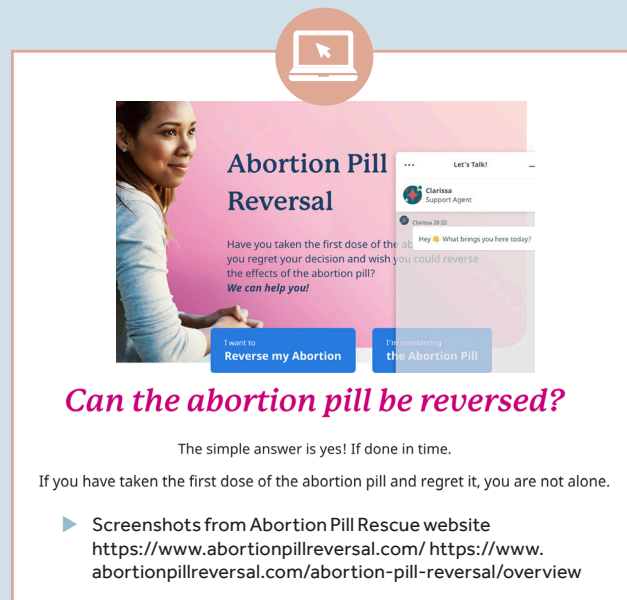 Abortion Pill
Reversal
Have you taken the first dose of the ab
you regret your decision and wish you could reverse
the effects of the abortion pill?
We can help you!
I want to
Reverse my Abortion
I'm considering
the Abortion Pill
... Let's Talk! –
Clarissa
Support Agent
Clarissa 20:22
Hey 👋 What brings you here today?
Can the abortion pill be reversed?
The simple answer is yes! If done in time.
If you have taken the first dose of the abortion pill and regret it, you are not alone.
Screenshots from Abortion Pill Rescue website
https://www.abortionpillreversal.com/ https://www.
abortionpillreversal.com/abortion-pill-reversal/overview